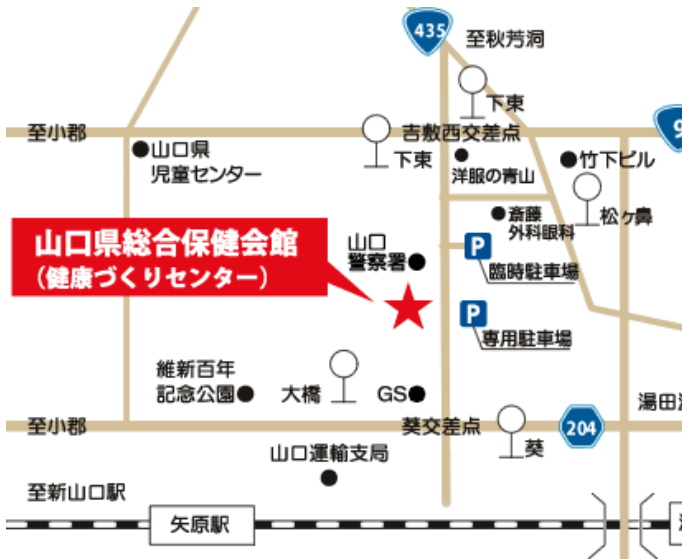 435
至秋芳洞
下東
至小郡
吉敷西交差点
9
下東
山口県
児童センター
洋服の青山
竹下ビル
斎藤
外科眼科
松ヶ鼻
山口県総合保健会館
(健康づくりセンター)
山口
警察署
P
臨時駐車場
P
専用駐車場
維新百年
記念公園
大橋
GS
湯田
至小郡
葵交差点
204
葵
山口運輸支局
至新山口駅
矢原駅